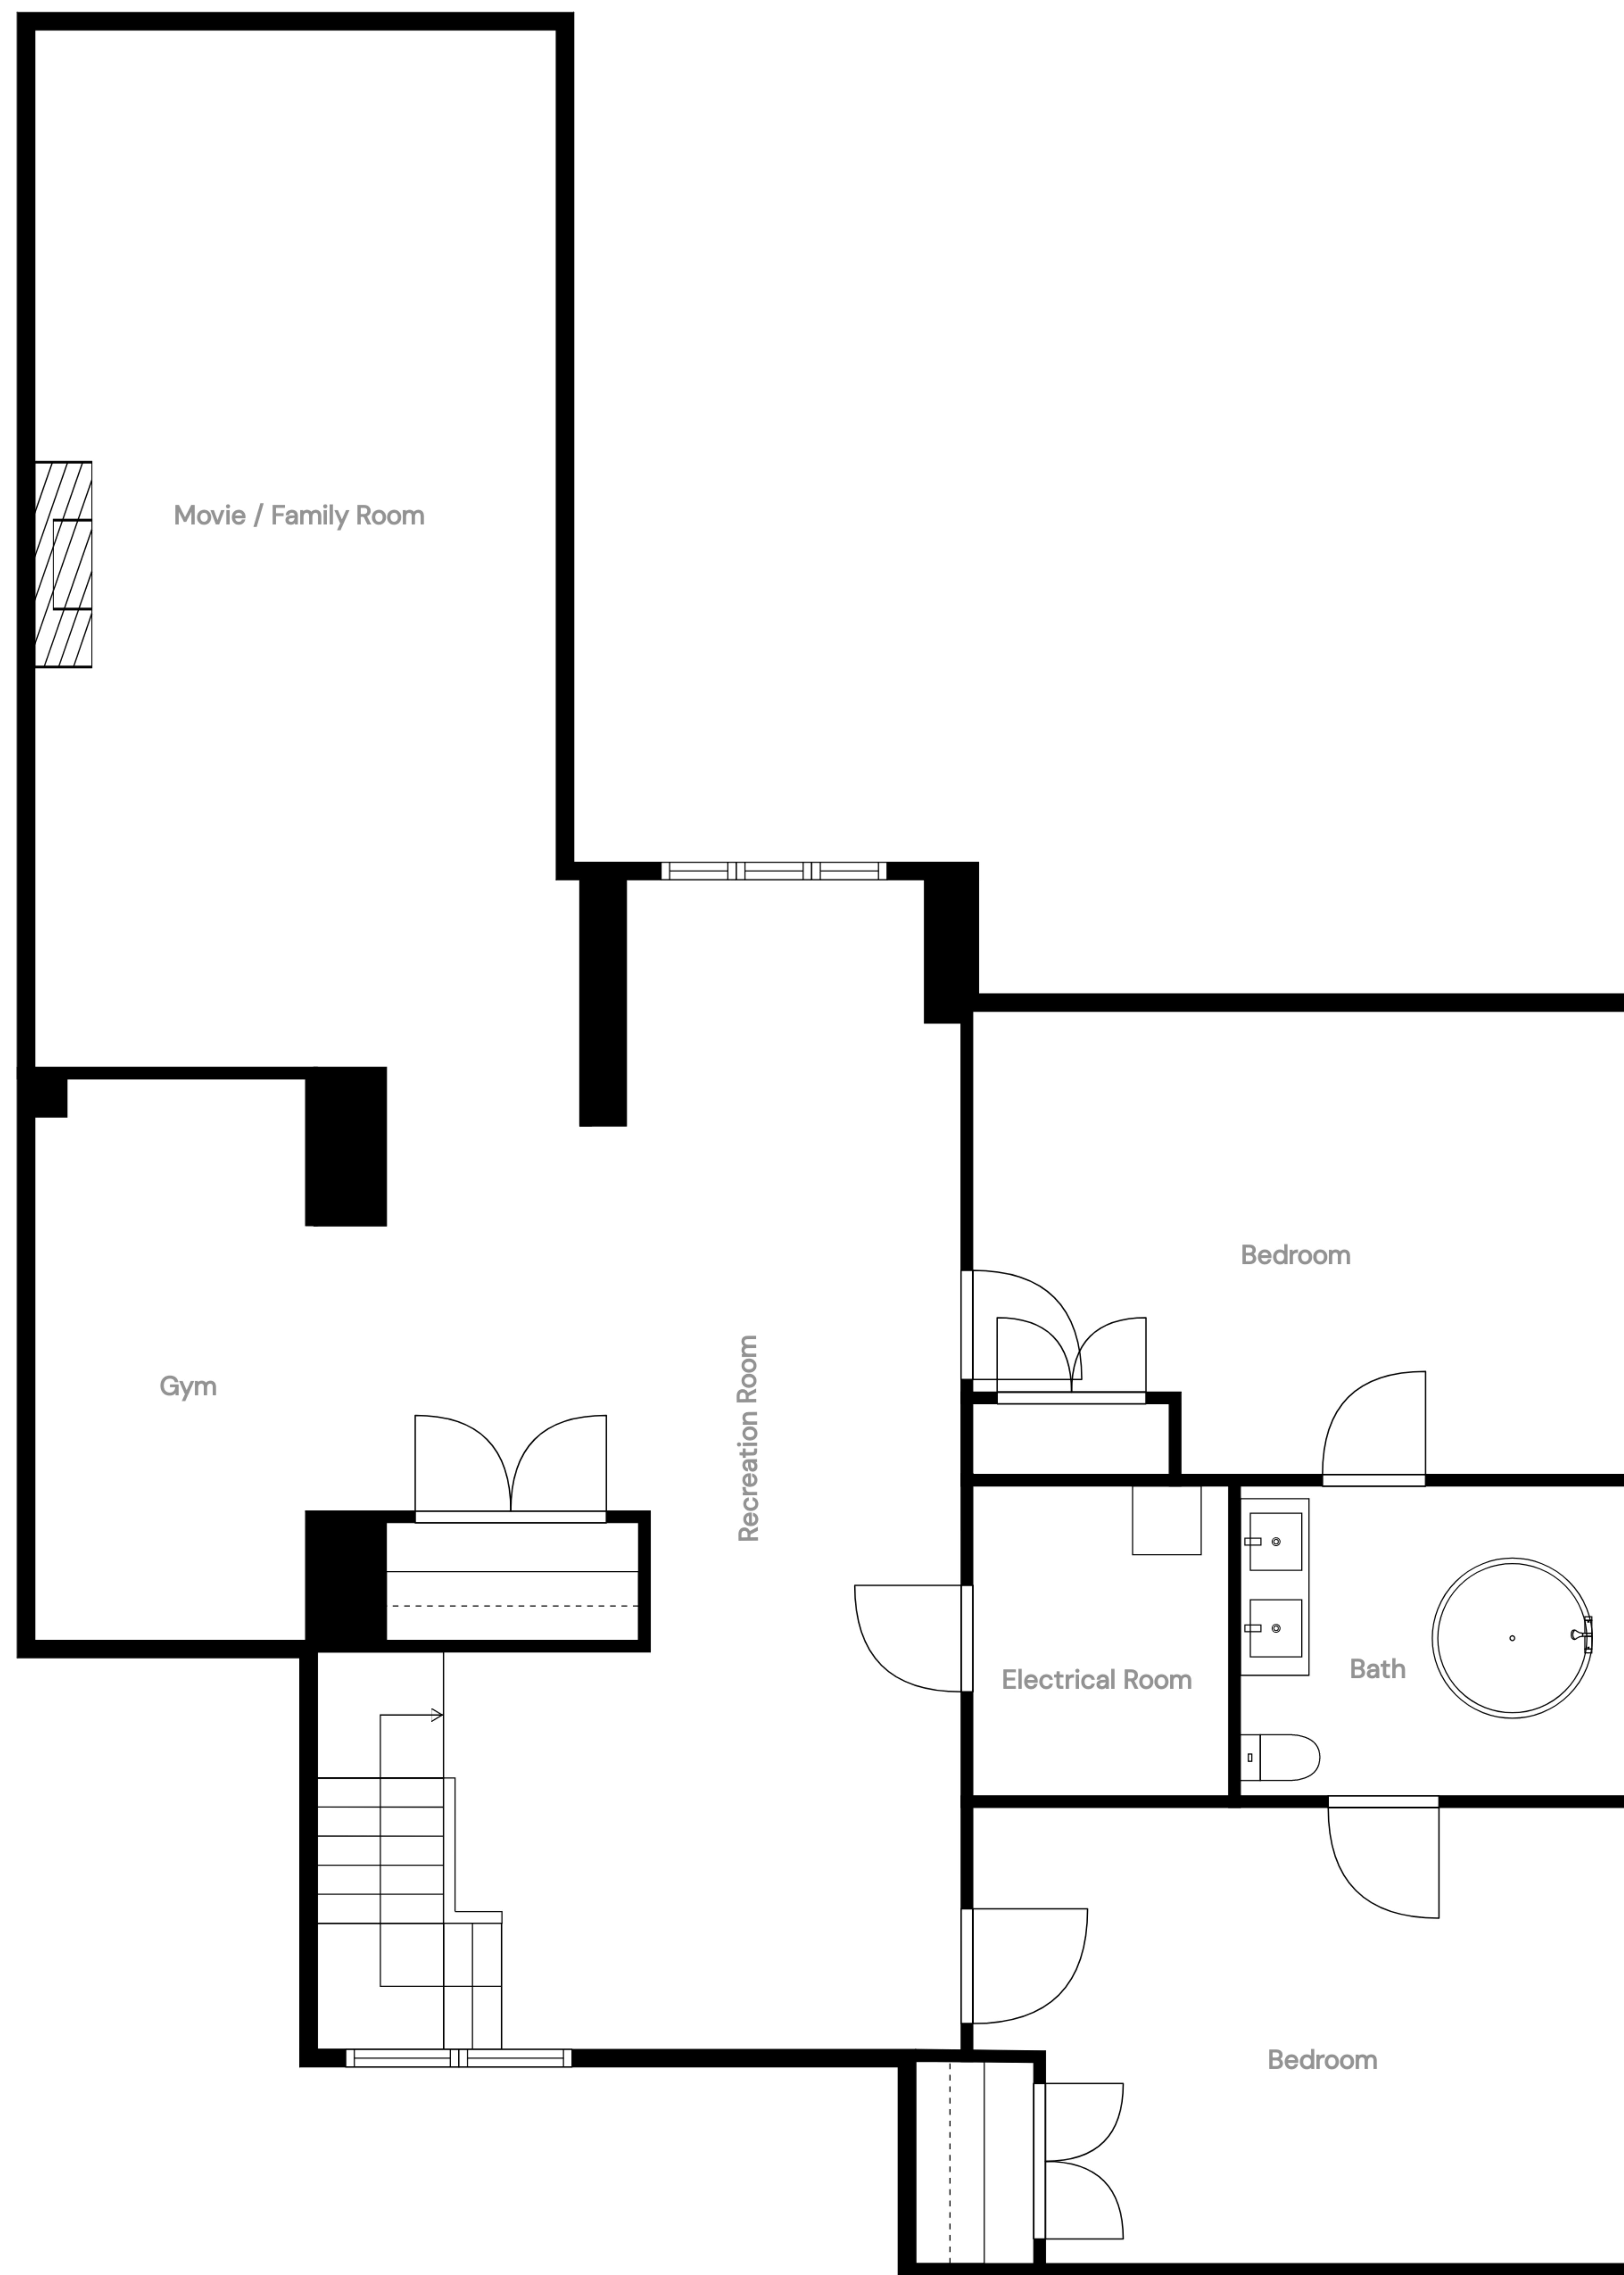 Movie / Family Room
Bedroom
Gym
Recreation Room
Electrical Room
Bath
Bedroom